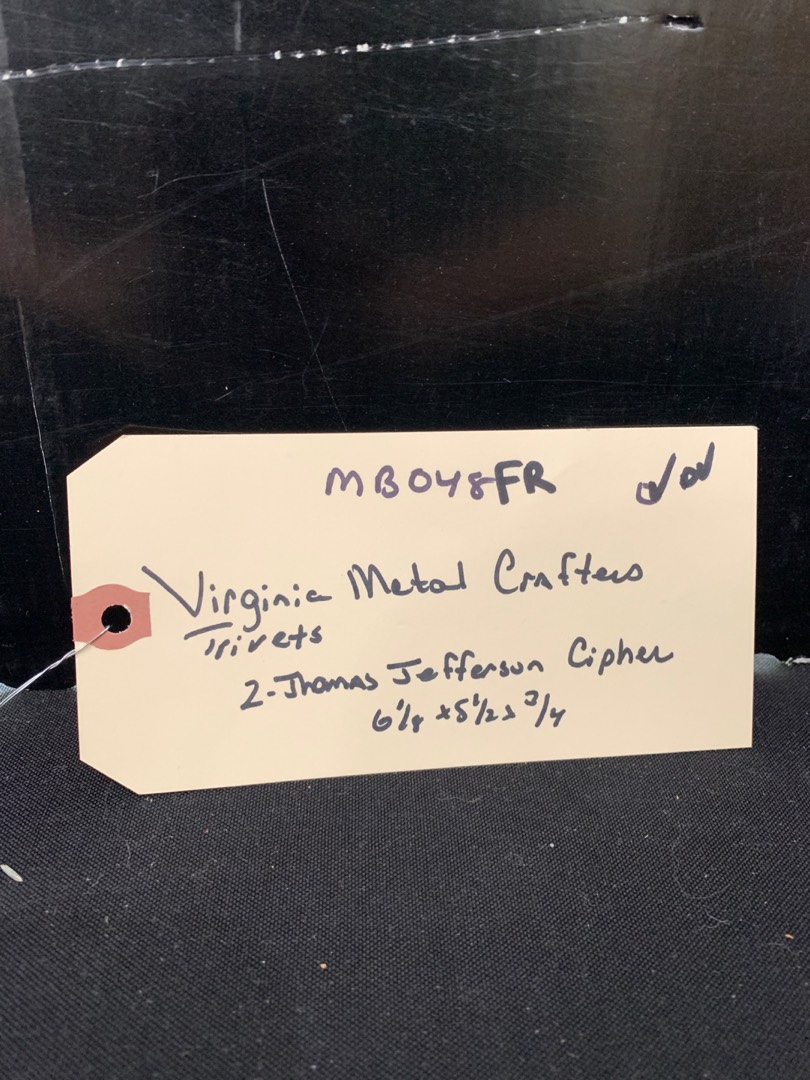 MB048FR
Virginia Metal Crafters
Trivets
2-Thomas Jefferson Cipher
6 1/8 x 5 1/2 x 3/4